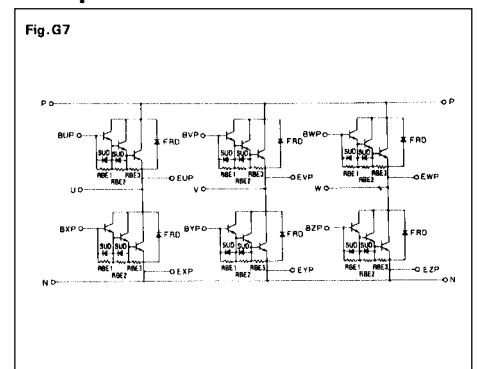 Fig.G7
P P
BUP FRD BVP FRD BWP FRD
SUD SUD SUD SUD SUD SUD
RBE1 RBE3 EUP RBE1 RBE3 EVP RBE1 RBE3 EWP
RBE2 RBE2 RBE2
U V W
BXP FRD BYP FRD BZP FRD
SUD SUD SUD SUD SUD SUD
RBE1 RBE3 EXP RBE1 RBE3 EYP RBE1 RBE3 EZP
RBE2 RBE2 RBE2
N N